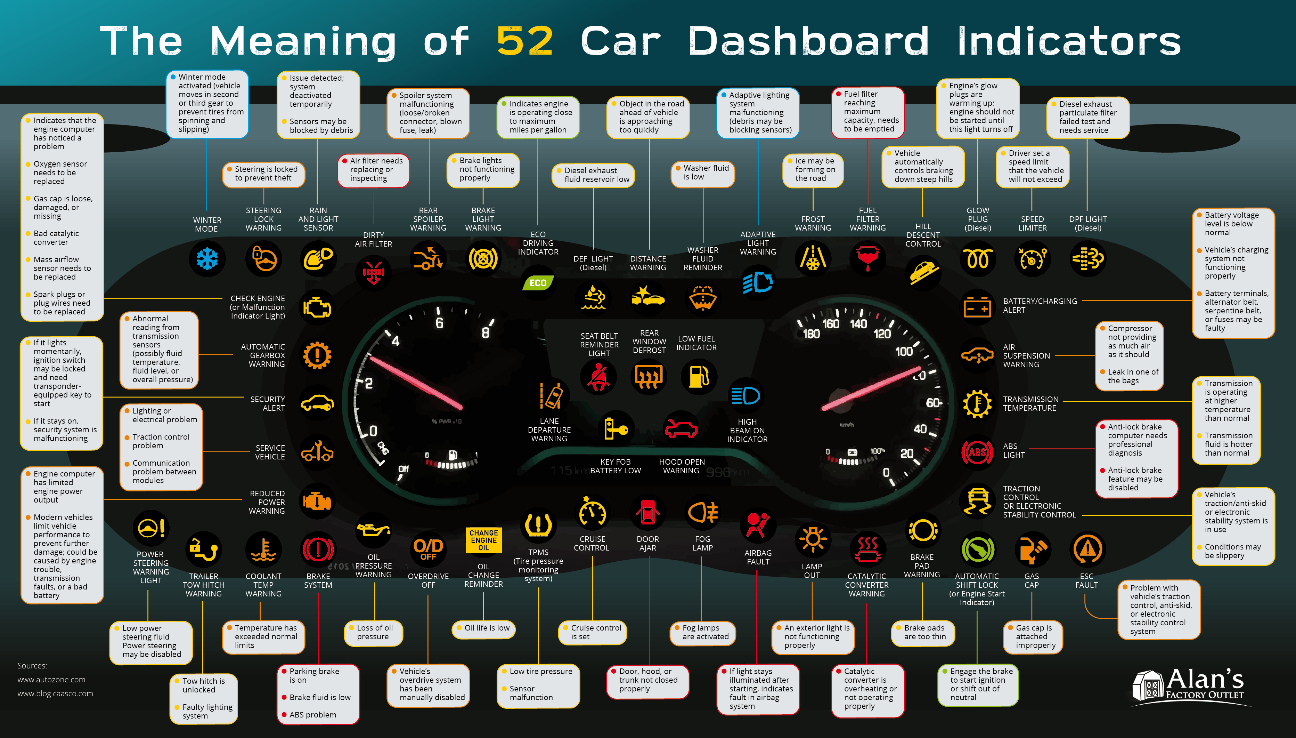 The Meaning of 52 Car Dashboard Indicators
Winter mode
activated (vehicle
moves in second
or third gear to
prevent tires from
spinning and
slipping)
Issue detected;
system
deactivated
temporarily
Sensors may be
blocked by debris
Spoiler system
malfunctioning
(loose/broken
connector, blown
fuse, leak)
Indicates engine
is operating close
to maximum
miles per gallon
Object in the road
ahead of vehicle
is approaching
too quickly
Adaptive lighting
system
ma functioning
(debris may be
blocking sensors)
Fuel filter
reaching
maximum
capacity, needs
to be emptied
Engine's glow
plugs are
warming up;
engine should not
be started until
this light turns off
Diesel exhaust
particulate filter
failed test and
needs service
Steering is locked
to prevent theft
Air filter needs
replacing or
inspecting
Brake lights
not functioning
properly
Diesel exhaust
fluid reservoir low
Washer fluid
is low
Ice may be
forming on
the road
Vehicle
automatically
controls braking
down steep hills
Driver set a
speed limit
that the vehicle
will not exceed
Indicates that the
engine computer
has noticed a
problem
Oxygen sensor
needs to be
replaced
Gas cap is loose,
damaged, or
missing
Bad catalytic
converter
Mass airflow
sensor needs to
be replaced
Spark plugs or
plug wires need
to be replaced
WINTER
MODE
STEERING
LOCK
WARNING
RAIN
AND LIGHT
SENSOR
DIRTY
AIR FILTER
REAR
SPOILER
WARNING
BRAKE
LIGHT
WARNING
ECO
DRIVING
INDICATOR
DEF LIGHT
(Diesel)
DISTANCE
WARNING
WASHER
FLUID
REMINDER
ADAPTIVE
LIGHT
WARNING
FROST
WARNING
FUEL
FILTER
WARNING
HILL
DESCENT
CONTROL
GLOW
PLUG
(Diesel)
SPEED
LIMITER
DPF LIGHT
(Diesel)
ECO
Battery voltage
level is below
normal
Vehicle's charging
system not
functioning
properly
Battery terminals,
alternator belt,
serpentine belt,
or fuses may be
faulty
CHECK ENGINE
(or Malfunction
Indicator Light)
BATTERY/CHARGING
ALERT
Abnormal
reading from
transmission
sensors
(possibly fluid
temperature,
fluid level, or
overall pressure)
AUTOMATIC
GEARBOX
WARNING
SEAT BELT
REMINDER
LIGHT
REAR
WINDOW
DEFROST
LOW FUEL
INDICATOR
AIR
SUSPENSION
WARNING
Compressor
not providing
as much air
as it should
Leak in one of
the bags
If it lights
momentarily,
ignition switch
may be locked
and need
transponder-
equipped key to
start
If it stays on,
security system is
malfunctioning
SECURITY
ALERT
TRANSMISSION
TEMPERATURE
Transmission
is operating
at higher
temperature
than normal
Transmission
fluid is hotter
than normal
Lighting or
electrical problem
Traction control
problem
Communication
problem between
modules
SERVICE
VEHICLE
LANE
DEPARTURE
WARNING
HIGH
BEAM ON
INDICATOR
KEY FOB
BATTERY LOW
HOOD OPEN
WARNING
ABS
LIGHT
ABS
Anti-lock brake
computer needs
professional
diagnosis
Anti-lock brake
feature may be
disabled
0
2
4
6
8
Off
0
20
40
60
100
120
140
160
180
0
100%
Engine computer
has limited
engine power
output
Modern vehicles
limit vehicle
performance to
prevent further
damage; could be
caused by engine
trouble,
transmission
faults, or a bad
battery
REDUCED
POWER
WARNING
TRACTION
CONTROL
OR ELECTRONIC
STABILITY CONTROL
Vehicle's
traction/anti-skid
or electronic
stability system is
in use
Conditions may
be slippery
POWER
STEERING
WARNING
LIGHT
TRAILER
TOW HITCH
WARNING
COOLANT
TEMP
WARNING
BRAKE
SYSTEM
OIL
PRESSURE
WARNING
O/D
OFF
OVERDRIVE
OFF
CHANGE
ENGINE
OIL
OIL
CHANGE
REMINDER
TPMS
(Tire pressure
monitoring
system)
CRUISE
CONTROL
DOOR
AJAR
FOG
LAMP
AIRBAG
FAULT
LAMP
OUT
CATALYTIC
CONVERTER
WARNING
BRAKE
PAD
WARNING
AUTOMATIC
SHIFT LOCK
(or Engine Start
Indicator)
GAS
CAP
ESC
FAULT
Low power
steering fluid
Power steering
may be disabled
Temperature has
exceeded normal
limits
Loss of oil
pressure
Oil life is low
Cruise control
is set
Fog lamps
are activated
An exterior light is
not functioning
properly
Brake pads
are too thin
Gas cap is
attached
improperly
Problem with
vehicle's traction
control, anti-skid,
or electronic
stability control
system
Tow hitch is
unlocked
Faulty lighting
system
Parking brake
is on
Brake fluid is low
ABS problem
Vehicle's
overdrive system
has been
manually disabled
Low tire pressure
Sensor
malfunction
Door, hood, or
trunk not closed
properly
If light stays
illuminated after
starting, indicates
fault in airbag
system
Catalytic
converter is
overheating or
not operating
properly
Engage the brake
to start ignition
or shift out of
neutral
Sources:
www.autozone.com
www.blog.caasco.com
Alan's
FACTORY OUTLET